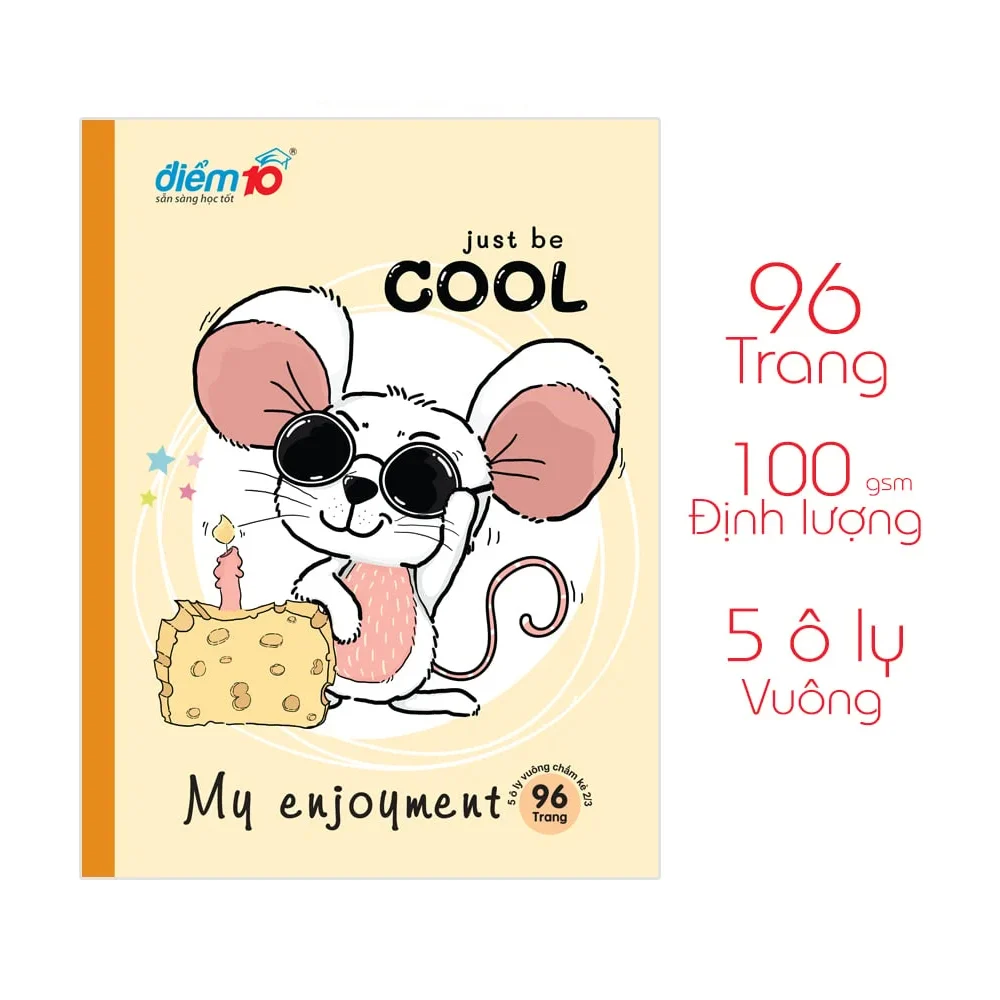 điểm10®
sẵn sàng học tốt
just be
COOL
My enjoyment
5 ô ly vuông chấm kẻ 2/3
96
Trang
96
Trang
100 gsm
Định lượng
5 ô ly
Vuông